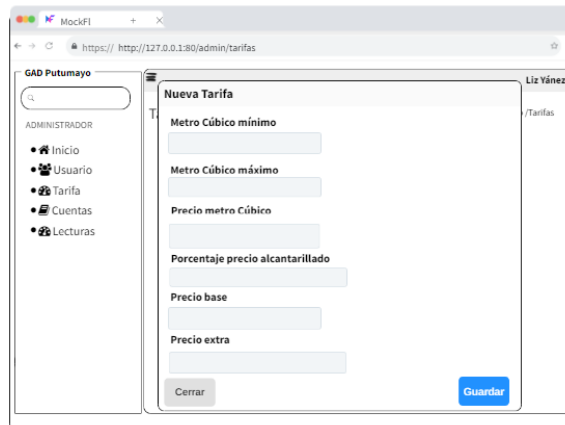 MockFl + ×
https:// http://127.0.0.1:80/admin/tarifas
GAD Putumayo
Liz Yánez
/Tarifas
ADMINISTRADOR
Inicio
Usuario
Tarifa
Cuentas
Lecturas
Nueva Tarifa
Metro Cúbico mínimo
Metro Cúbico máximo
Precio metro Cúbico
Porcentaje precio alcantarillado
Precio base
Precio extra
Cerrar
Guardar